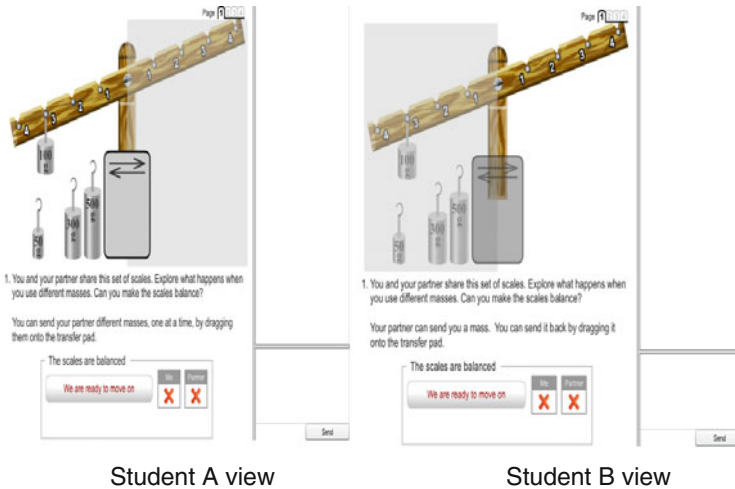 Page 1 2 3 4
4 3 2 1 1 2 3 4
100
50 300 500
1. You and your partner share this set of scales. Explore what happens when
you use different masses. Can you make the scales balance?
You can send your partner different masses, one at a time, by dragging
them onto the transfer pad.
The scales are balanced
We are ready to move on
Me Partner
Send
Student A view
Page 1 2 3 4
4 3 2 1 1 2 3 4
100
50 300 500
1. You and your partner share this set of scales. Explore what happens when
you use different masses. Can you make the scales balance?
Your partner can send you a mass. You can send it back by dragging it
onto the transfer pad.
The scales are balanced
We are ready to move on
Me Partner
Send
Student B view